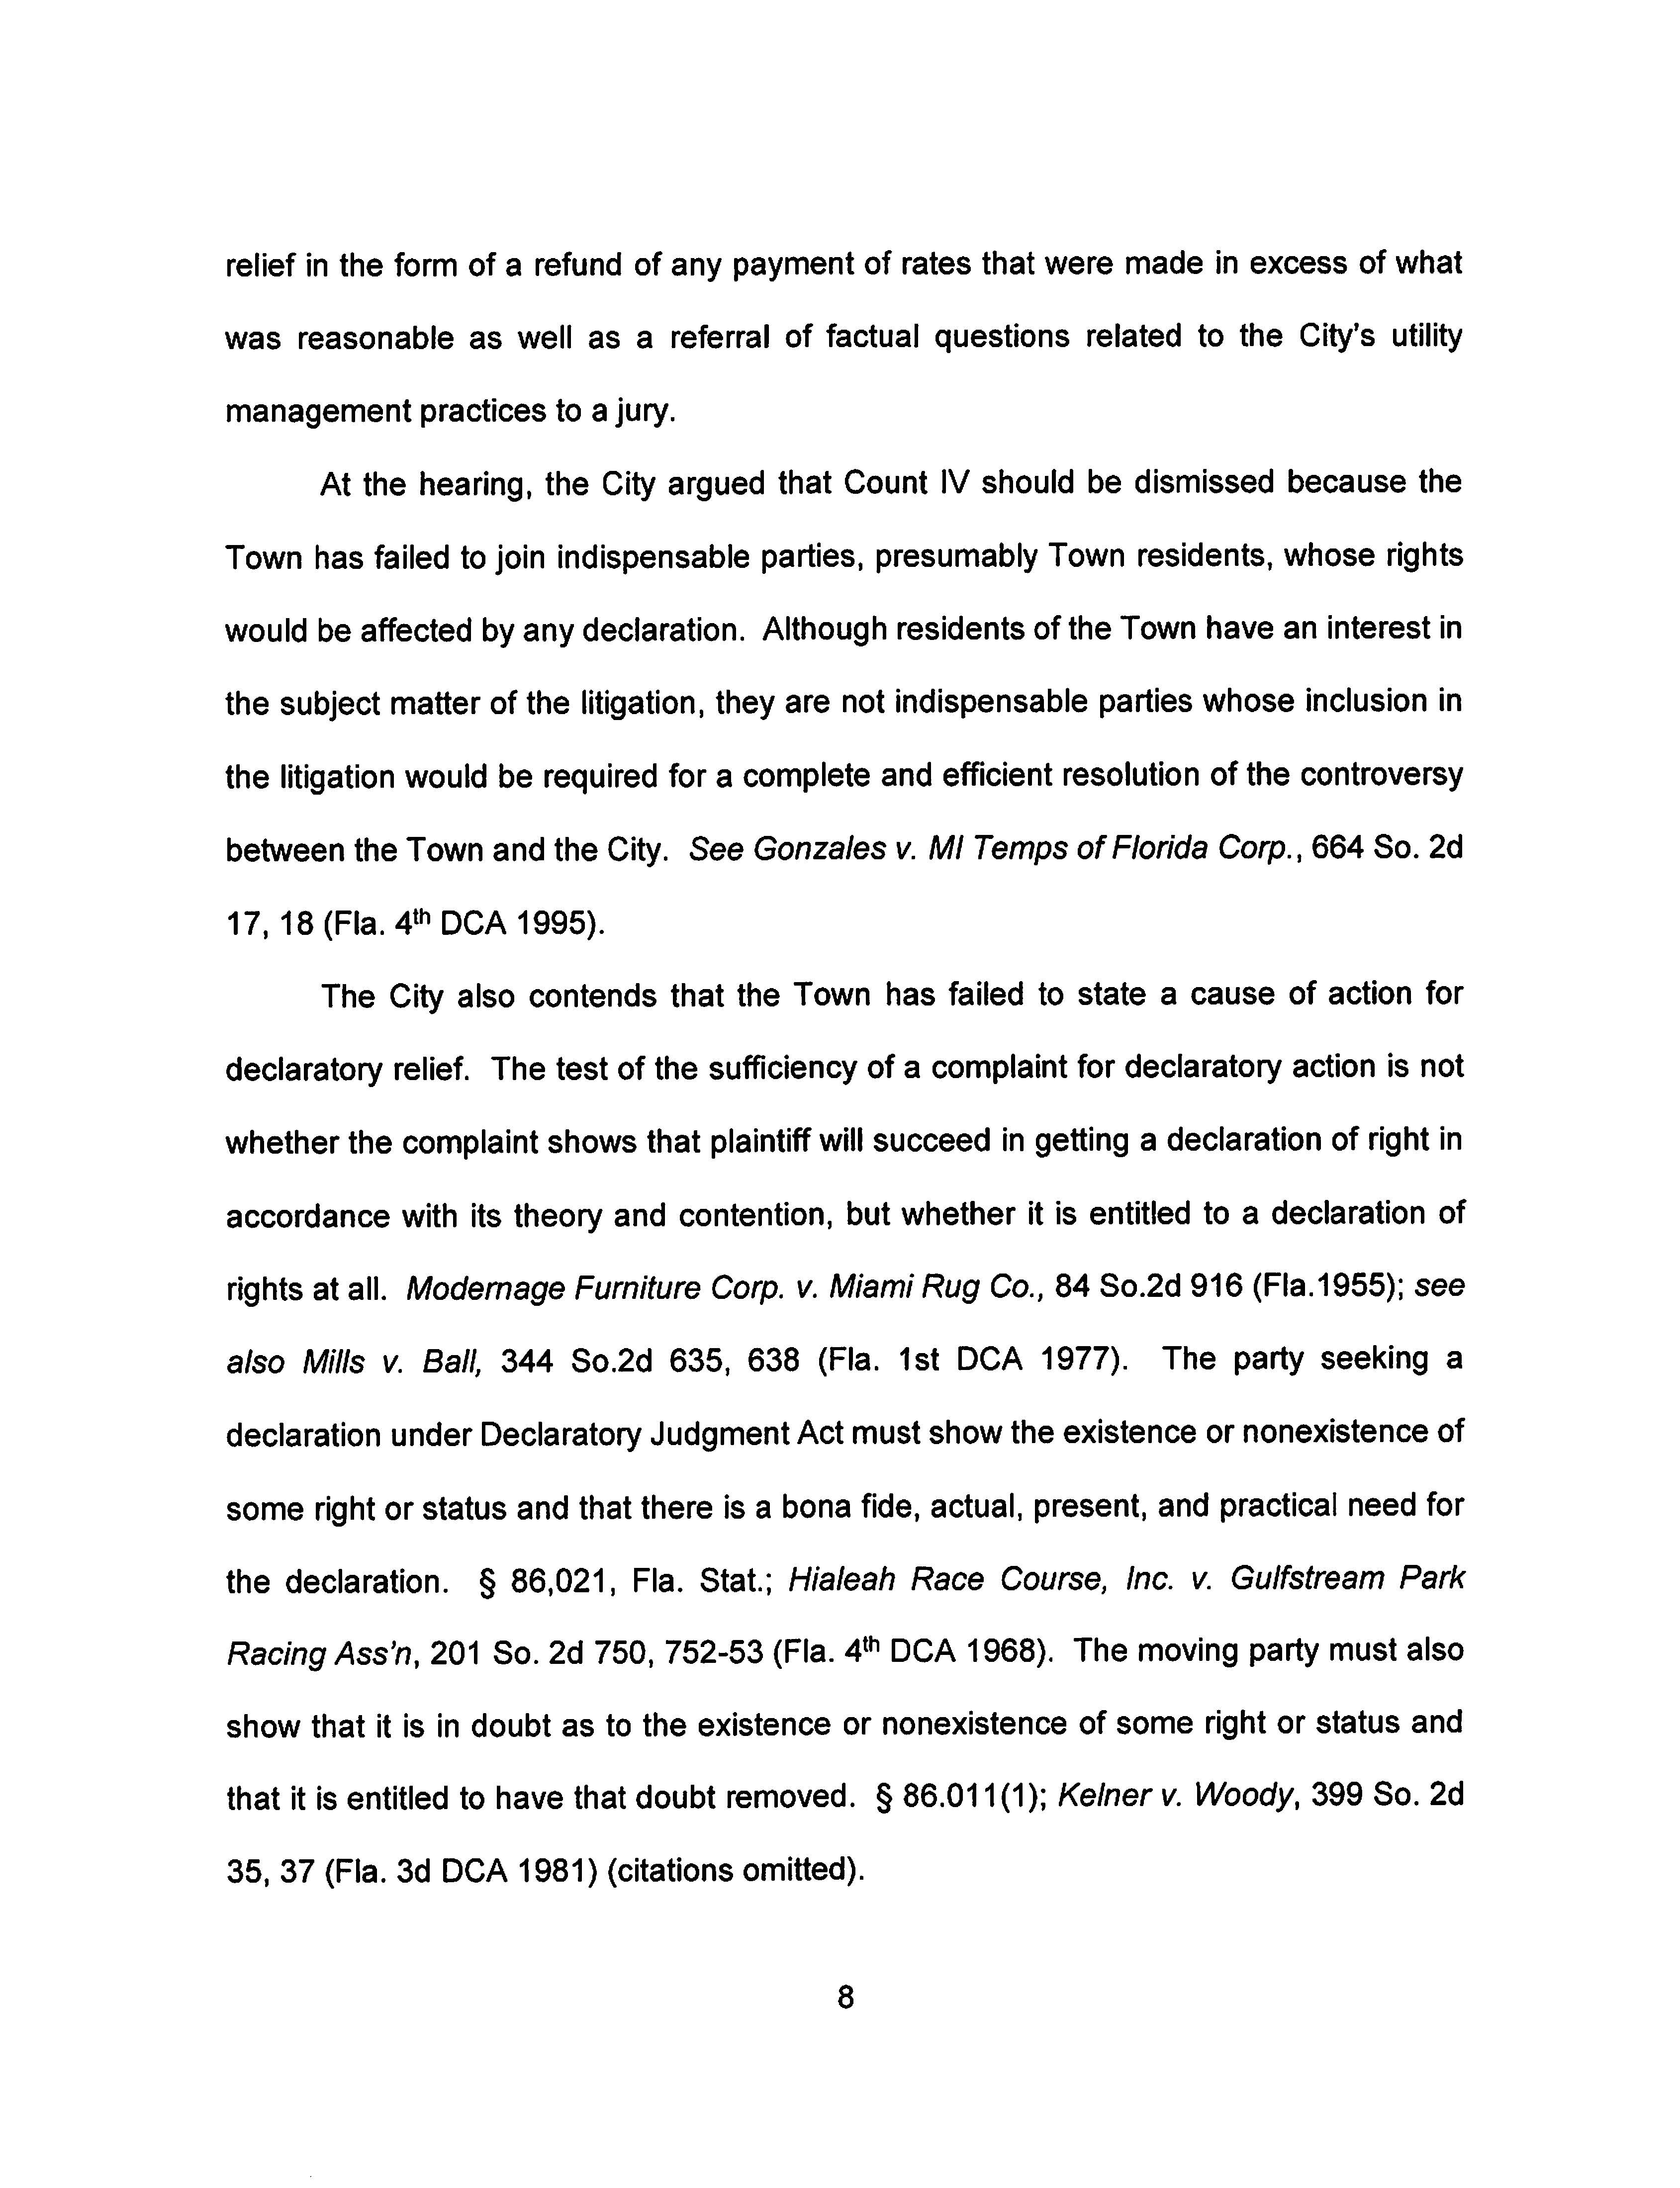 relief in the form of a refund of any payment of rates that were made in excess of what
was reasonable as well as a referral of factual questions related to the City's utility
management practices to a jury.
At the hearing, the City argued that Count IV should be dismissed because the
Town has failed to join indispensable parties, presumably Town residents, whose rights
would be affected by any declaration. Although residents of the Town have an interest in
the subject matter of the litigation, they are not indispensable parties whose inclusion in
the litigation would be required for a complete and efficient resolution of the controversy
between the Town and the City. See Gonzales v. MI Temps of Florida Corp., 664 So. 2d
17, 18 (Fla. 4th DCA 1995).
The City also contends that the Town has failed to state a cause of action for
declaratory relief. The test of the sufficiency of a complaint for declaratory action is not
whether the complaint shows that plaintiff will succeed in getting a declaration of right in
accordance with its theory and contention, but whether it is entitled to a declaration of
rights at all. Modernage Furniture Corp. v. Miami Rug Co., 84 So.2d 916 (Fla.1955); see
also Mills v. Ball, 344 So.2d 635, 638 (Fla. 1st DCA 1977). The party seeking a
declaration under Declaratory Judgment Act must show the existence or nonexistence of
some right or status and that there is a bona fide, actual, present, and practical need for
the declaration. § 86,021, Fla. Stat.; Hialeah Race Course, Inc. v. Gulfstream Park
Racing Ass'n, 201 So. 2d 750, 752-53 (Fla. 4th DCA 1968). The moving party must also
show that it is in doubt as to the existence or nonexistence of some right or status and
that it is entitled to have that doubt removed. § 86.011(1); Kelner v. Woody, 399 So. 2d
35, 37 (Fla. 3d DCA 1981) (citations omitted).
8